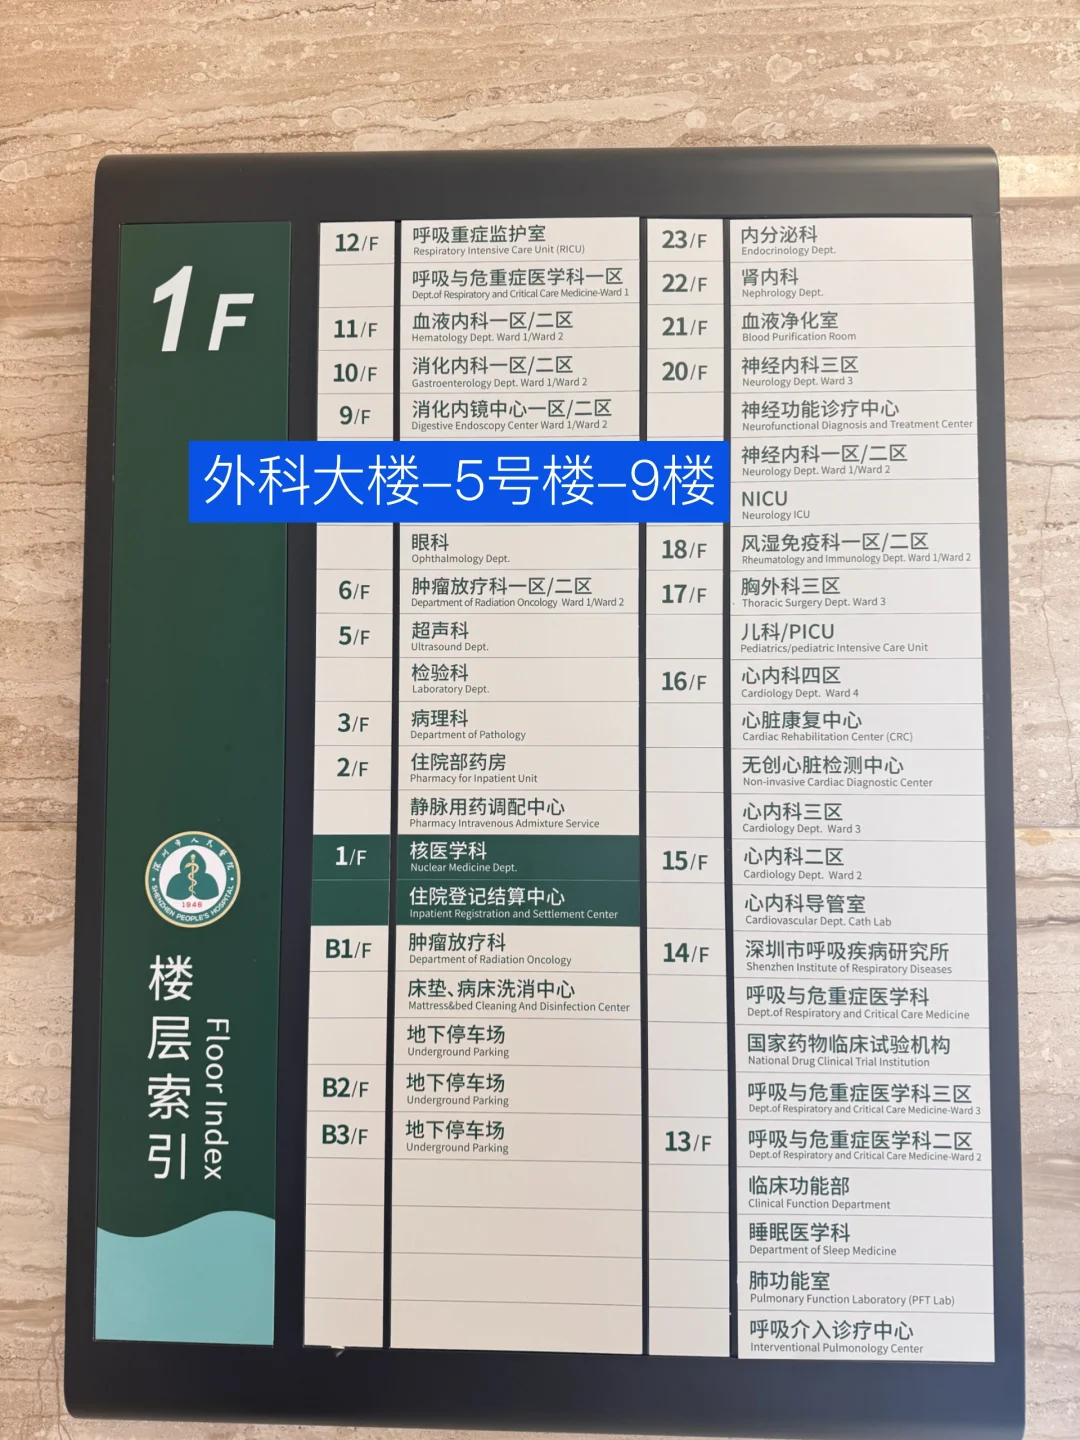 1F
深圳市人民医院
1946
SHENZHEN PEOPLE'S HOSPITAL
楼层索引
Floor Index
12/F 呼吸重症监护室
Respiratory Intensive Care Unit (RICU)
呼吸与危重症医学科一区
Dept.of Respiratory and Critical Care Medicine-Ward 1
11/F 血液内科一区/二区
Hematology Dept. Ward 1/Ward 2
10/F 消化内科一区/二区
Gastroenterology Dept. Ward 1/Ward 2
9/F 消化内镜中心一区/二区
Digestive Endoscopy Center Ward 1/Ward 2
外科大楼-5号楼-9楼
眼科
Ophthalmology Dept.
6/F 肿瘤放疗科一区/二区
Department of Radiation Oncology Ward 1/Ward 2
5/F 超声科
Ultrasound Dept.
检验科
Laboratory Dept.
3/F 病理科
Department of Pathology
2/F 住院部药房
Pharmacy for Inpatient Unit
静脉用药调配中心
Pharmacy Intravenous Admixture Service
1/F 核医学科
Nuclear Medicine Dept.
住院登记结算中心
Inpatient Registration and Settlement Center
B1/F 肿瘤放疗科
Department of Radiation Oncology
床垫、病床洗消中心
Mattress&bed Cleaning And Disinfection Center
地下停车场
Underground Parking
B2/F 地下停车场
Underground Parking
B3/F 地下停车场
Underground Parking
23/F 内分泌科
Endocrinology Dept.
22/F 肾内科
Nephrology Dept.
21/F 血液净化室
Blood Purification Room
20/F 神经内科三区
Neurology Dept. Ward 3
神经功能诊疗中心
Neurofunctional Diagnosis and Treatment Center
神经内科一区/二区
Neurology Dept. Ward 1/Ward 2
NICU
Neurology ICU
18/F 风湿免疫科一区/二区
Rheumatology and Immunology Dept. Ward 1/Ward 2
17/F 胸外科三区
Thoracic Surgery Dept. Ward 3
儿科/PICU
Pediatrics/pediatric Intensive Care Unit
16/F 心内科四区
Cardiology Dept. Ward 4
心脏康复中心
Cardiac Rehabilitation Center (CRC)
无创心脏检测中心
Non-invasive Cardiac Diagnostic Center
心内科三区
Cardiology Dept. Ward 3
15/F 心内科二区
Cardiology Dept. Ward 2
心内科导管室
Cardiovascular Dept. Cath Lab
14/F 深圳市呼吸疾病研究所
Shenzhen Institute of Respiratory Diseases
呼吸与危重症医学科
Dept.of Respiratory and Critical Care Medicine
国家药物临床试验机构
National Drug Clinical Trial Institution
呼吸与危重症医学科三区
Dept.of Respiratory and Critical Care Medicine-Ward 3
13/F 呼吸与危重症医学科二区
Dept.of Respiratory and Critical Care Medicine-Ward 2
临床功能部
Clinical Function Department
睡眠医学科
Department of Sleep Medicine
肺功能室
Pulmonary Function Laboratory (PFT Lab)
呼吸介入诊疗中心
Interventional Pulmonology Center